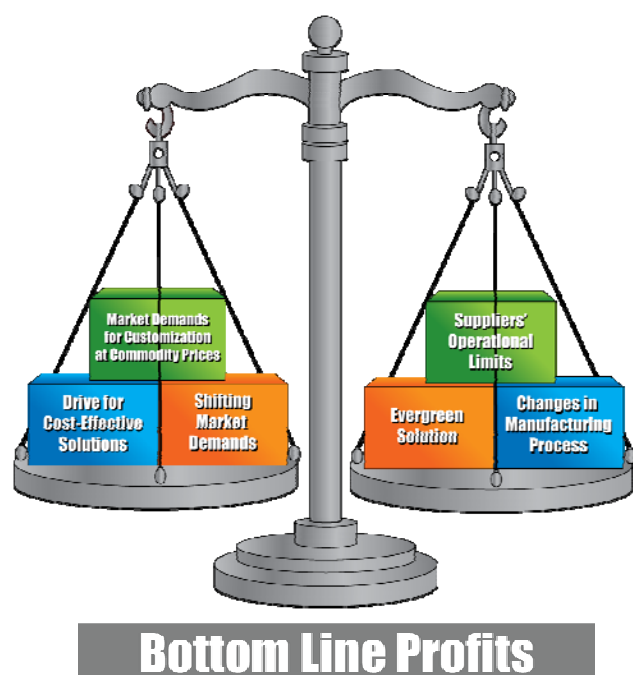 Market Demands
for Customization
at Commodity Prices
Drive for
Cost-Effective
Solutions
Shifting
Market
Demands
Suppliers'
Operational
Limits
Evergreen
Solution
Changes in
Manufacturing
Process
Bottom Line Profits